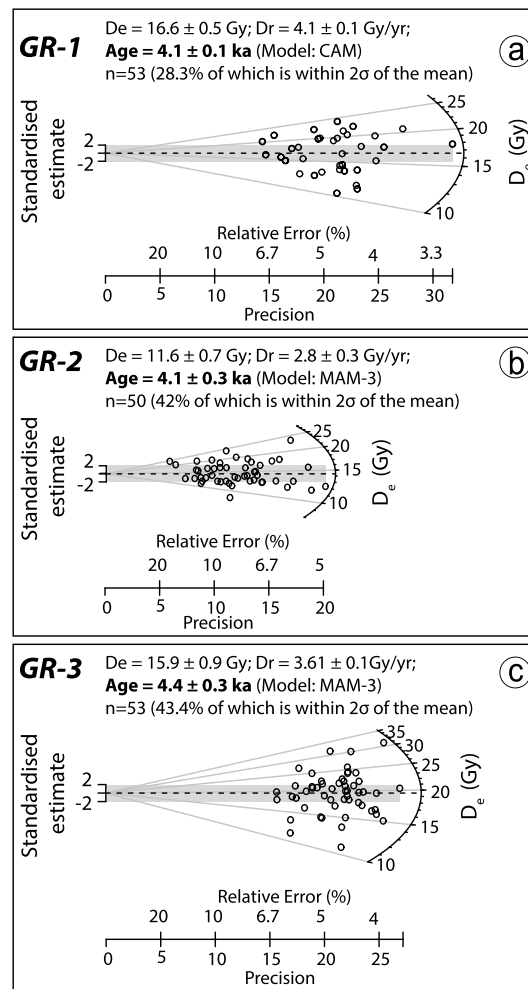 GR-1
De = 16.6 ± 0.5 Gy; Dr = 4.1 ± 0.1 Gy/yr;
Age = 4.1 ± 0.1 ka (Model: CAM)
n=53 (28.3% of which is within 2σ of the mean)
a
Standardised
estimate
2
-2
25
20
15
10
(Gy)
Relative Error (%)
20 10 6.7 5 4 3.3
0 5 10 15 20 25 30
Precision
GR-2
De = 11.6 ± 0.7 Gy; Dr = 2.8 ± 0.3 Gy/yr;
Age = 4.1 ± 0.3 ka (Model: MAM-3)
n=50 (42% of which is within 2σ of the mean)
b
Standardised
estimate
2
-2
25
20
15
10
De (Gy)
Relative Error (%)
20 10 6.7 5
0 5 10 15 20
Precision
GR-3
De = 15.9 ± 0.9 Gy; Dr = 3.61 ± 0.1Gy/yr;
Age = 4.4 ± 0.3 ka (Model: MAM-3)
n=53 (43.4% of which is within 2σ of the mean)
c
Standardised
estimate
2
-2
35
30
25
20
15
10
De (Gy)
Relative Error (%)
20 10 6.7 5 4
0 5 10 15 20 25
Precision